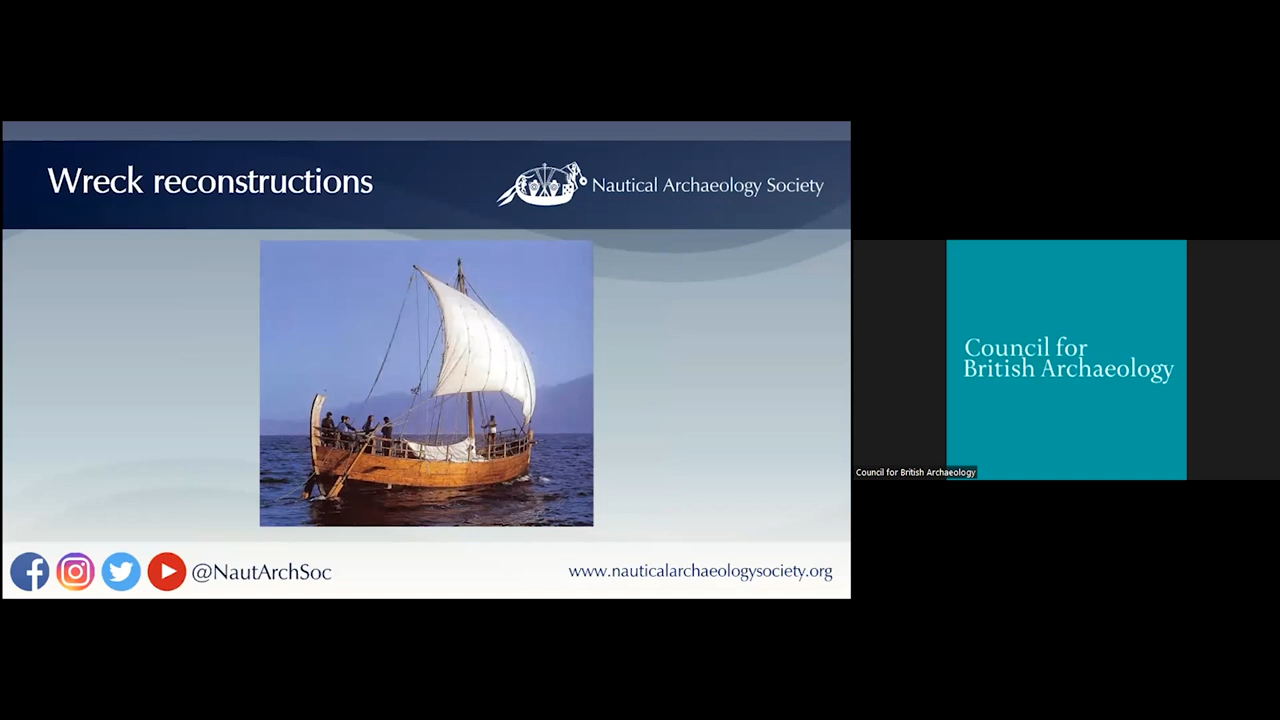 Wreck reconstructions
Nautical Archaeology Society
@NautArchSoc
www.nauticalarchaeologysociety.org
Council for
British Archaeology
Council for British Archaeology